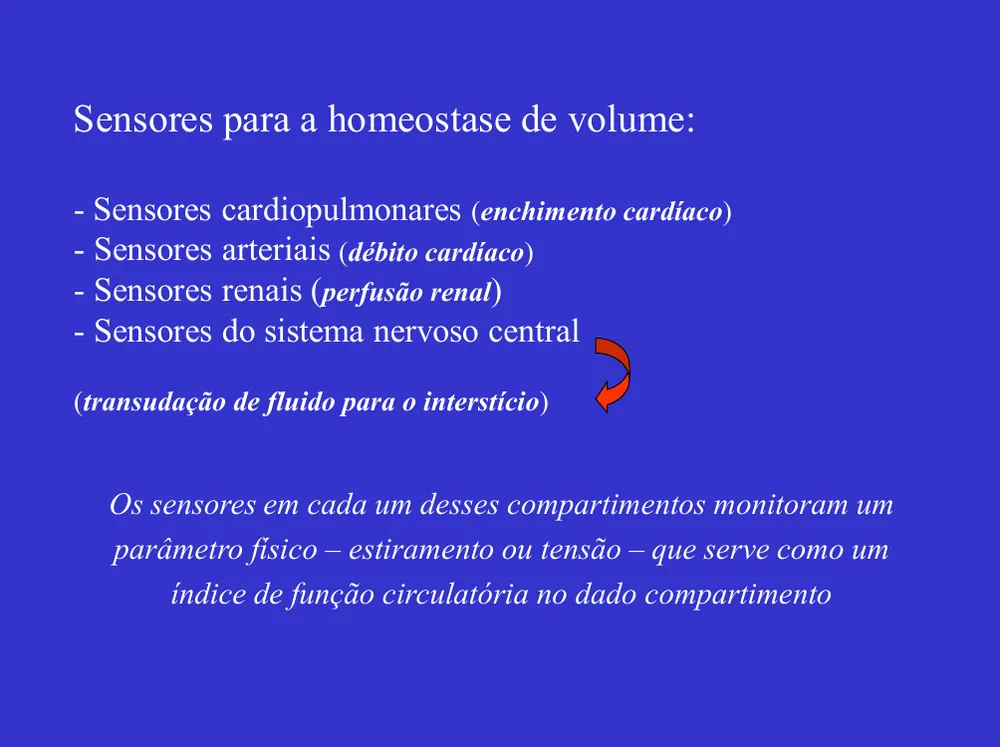 Sensores para a homeostase de volume:
- Sensores cardiopulmonares (enchimento cardíaco)
- Sensores arteriais (débito cardíaco)
- Sensores renais (perfusão renal)
- Sensores do sistema nervoso central
(transudação de fluido para o interstício)
Os sensores em cada um desses compartimentos monitoram um
parâmetro físico – estiramento ou tensão – que serve como um
índice de função circulatória no dado compartimento